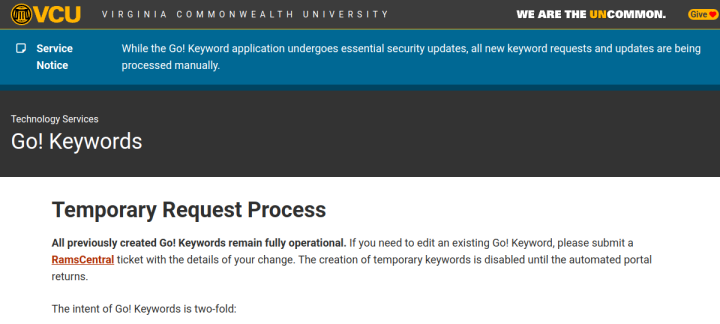 VCU VIRGINIA COMMONWEALTH UNIVERSITY WE ARE THE UNCOMMON. Give
Service Notice
While the Go! Keyword application undergoes essential security updates, all new keyword requests and updates are being
processed manually.
Technology Services
Go! Keywords
Temporary Request Process
All previously created Go! Keywords remain fully operational. If you need to edit an existing Go! Keyword, please submit a
RamsCentral ticket with the details of your change. The creation of temporary keywords is disabled until the automated portal
returns.
The intent of Go! Keywords is two-fold: